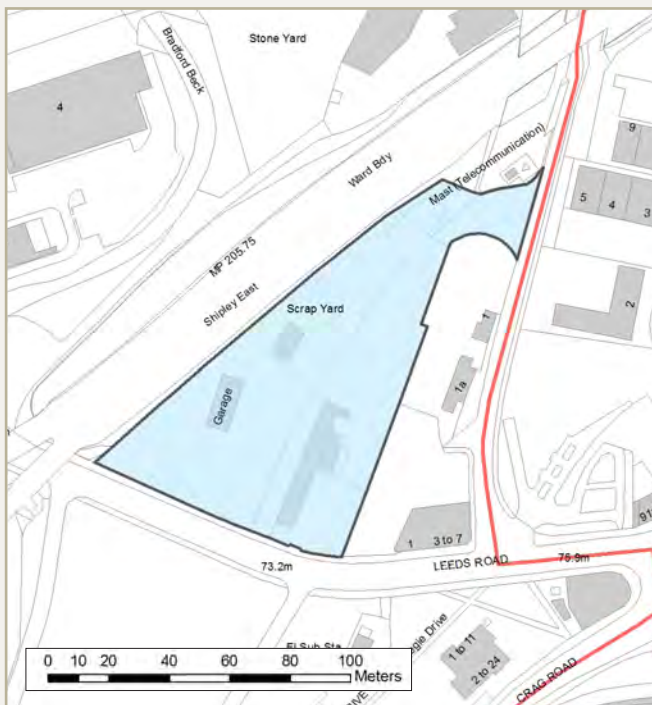 Stone Yard
Bradford Beck
4
Ward Bdy
Mast (Telecommunication)
9
5
4
3
MP 205.75
Shipley East
Scrap Yard
2
1
1a
Garage
1
3 to 7
91
73.2m
LEEDS ROAD
75.9m
El Sub Sta
Drive
1 to 11
2 to 24
CRAG ROAD
0 10 20 40 60 80 100
Meters